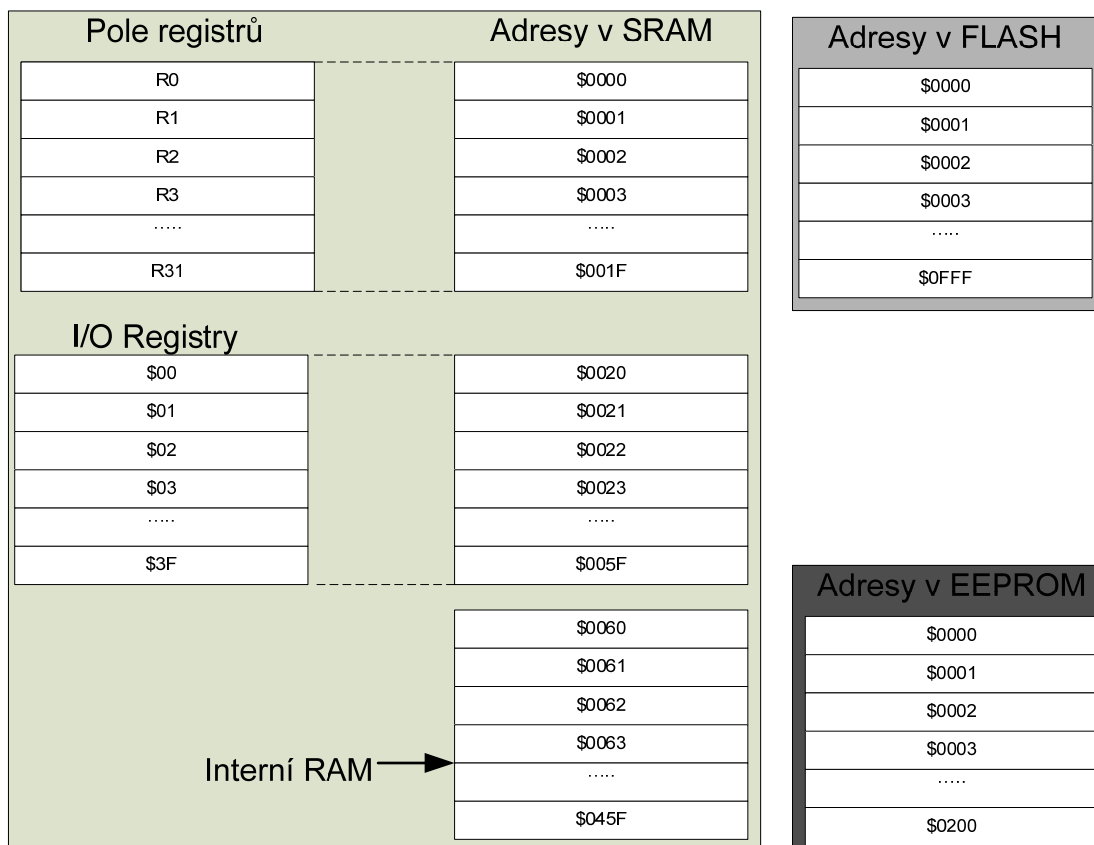 Pole registrů
R0
R1
R2
R3
.....
R31
Adresy v SRAM
$0000
$0001
$0002
$0003
.....
$001F
I/O Registry
$00
$01
$02
$03
.....
$3F
$0020
$0021
$0022
$0023
.....
$005F
Interní RAM
$0060
$0061
$0062
$0063
.....
$045F
Adresy v FLASH
$0000
$0001
$0002
$0003
.....
$0FFF
Adresy v EEPROM
$0000
$0001
$0002
$0003
.....
$0200